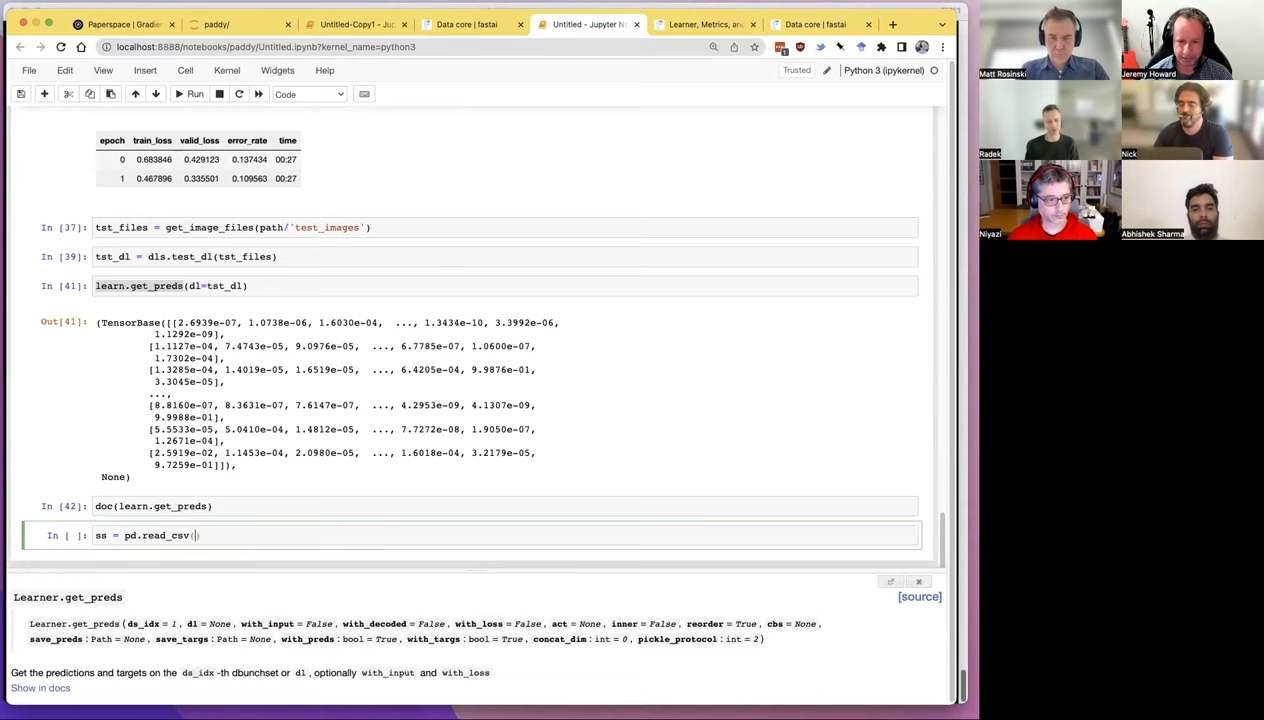 Paperspace | Gradien
paddy/
Untitled-Copy1 - Jupyter
Data core | fastai
Untitled - Jupyter No
Learner, Metrics, and
Data core | fastai
localhost:8888/notebooks/paddy/Untitled.ipynb?kernel_name=python3
File Edit View Insert Cell Kernel Widgets Help
Trusted Python 3 (ipykernel)
Run Code
epoch train_loss valid_loss error_rate time
0 0.683846 0.429123 0.137434 00:27
1 0.467896 0.335501 0.109563 00:27
In [37]: tst_files = get_image_files(path/'test_images')
In [39]: tst_dl = dls.test_dl(tst_files)
In [41]: learn.get_preds(dl=tst_dl)
Out[41]: (TensorBase([[2.6939e-07, 1.0738e-06, 1.6030e-04, ..., 1.3434e-10, 3.3992e-06,
1.1292e-09],
[1.1127e-04, 7.4743e-05, 9.0976e-05, ..., 6.7785e-07, 1.0600e-07,
1.7302e-04],
[1.3285e-04, 1.4019e-05, 1.6519e-05, ..., 6.4205e-04, 9.9876e-01,
3.3045e-05],
...,
[8.8160e-07, 8.3631e-07, 7.6147e-07, ..., 4.2953e-09, 4.1307e-09,
9.9988e-01],
[5.5535e-05, 5.0410e-04, 1.4812e-05, ..., 7.7272e-08, 1.9050e-07,
1.2671e-04],
[2.5919e-02, 1.1453e-04, 2.0980e-05, ..., 1.6018e-04, 3.2179e-05,
9.7259e-01]]),
None)
In [42]: doc(learn.get_preds)
In [ ]: ss = pd.read_csv()
Learner.get_preds
[source]
Learner.get_preds (ds_idx=1, dl=None, with_input=False, with_decoded=False, with_loss=False, act=None, inner=False, reorder=True, cbs=None,
save_preds:Path=None, save_targs:Path=None, with_preds:bool=True, with_targs:bool=True, concat_dim:int=0, pickle_protocol:int=2)
Get the predictions and targets on the ds_idx-th dbunchset or dl, optionally with_input and with_loss
Show in docs
Matt Rosinski
Jeremy Howard
Radek
Nick
Niyazi
Abhishek Sharma